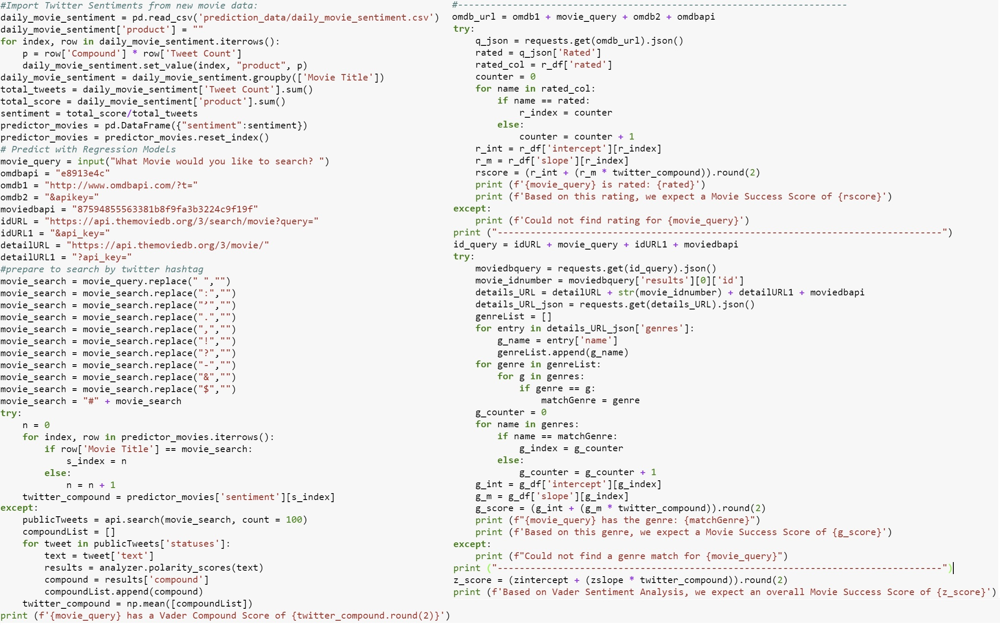 #Import Twitter Sentiments from new movie data:
daily_movie_sentiment = pd.read_csv('prediction_data/daily_movie_sentiment.csv')
daily_movie_sentiment['product'] = ""
for index, row in daily_movie_sentiment.iterrows():
    p = row['Compound'] * row['Tweet Count']
    daily_movie_sentiment.set_value(index, "product", p)
daily_movie_sentiment = daily_movie_sentiment.groupby(['Movie Title'])
total_tweets = daily_movie_sentiment['Tweet Count'].sum()
total_score = daily_movie_sentiment['product'].sum()
sentiment = total_score/total_tweets
predictor_movies = pd.DataFrame({"sentiment":sentiment})
predictor_movies = predictor_movies.reset_index()
# Predict with Regression Models
movie_query = input("What Movie would you like to search? ")
omdbapi = "e8913e4c"
omdb1 = "http://www.omdbapi.com/?t="
omdb2 = "&apikey="
moviedbapi = "87594855563381b8f9fa3b3224c9f19f"
idURL = "https://api.themoviedb.org/3/search/movie?query="
idURL1 = "&api_key="
detailURL = "https://api.themoviedb.org/3/movie/"
detailURL1 = "?api_key="
#prepare to search by twitter hashtag
movie_search = movie_query.replace(" ","")
movie_search = movie_search.replace(":","")
movie_search = movie_search.replace("’","")
movie_search = movie_search.replace(".","")
movie_search = movie_search.replace(",","")
movie_search = movie_search.replace("!","")
movie_search = movie_search.replace("?","")
movie_search = movie_search.replace("-","")
movie_search = movie_search.replace("&","")
movie_search = movie_search.replace("$","")
movie_search = "#" + movie_search
try:
    n = 0
    for index, row in predictor_movies.iterrows():
        if row['Movie Title'] == movie_search:
            s_index = n
        else:
            n = n + 1
    twitter_compound = predictor_movies['sentiment'][s_index]
except:
    publicTweets = api.search(movie_search, count = 100)
    compoundList = []
    for tweet in publicTweets['statuses']:
        text = tweet['text']
        results = analyzer.polarity_scores(text)
        compound = results['compound']
        compoundList.append(compound)
    twitter_compound = np.mean([compoundList])
print (f'{movie_query} has a Vader Compound Score of {twitter_compound.round(2)}')
#-----------------------------------------------------------------------
omdb_url = omdb1 + movie_query + omdb2 + omdbapi
try:
    q_json = requests.get(omdb_url).json()
    rated = q_json['Rated']
    rated_col = r_df['rated']
    counter = 0
    for name in rated_col:
        if name == rated:
            r_index = counter
        else:
            counter = counter + 1
    r_int = r_df['intercept'][r_index]
    r_m = r_df['slope'][r_index]
    rscore = (r_int + (r_m * twitter_compound)).round(2)
    print (f'{movie_query} is rated: {rated}')
    print (f'Based on this rating, we expect a Movie Success Score of {rscore}')
except:
    print (f'Could not find rating for {movie_query}')
print ("---------------------------------------------------------------------------------")
id_query = idURL + movie_query + idURL1 + moviedbapi
try:
    moviedbquery = requests.get(id_query).json()
    movie_idnumber = moviedbquery['results'][0]['id']
    details_URL = detailURL + str(movie_idnumber) + detailURL1 + moviedbapi
    details_URL_json = requests.get(details_URL).json()
    genreList = []
    for entry in details_URL_json['genres']:
        g_name = entry['name']
        genreList.append(g_name)
    for genre in genreList:
        for g in genres:
            if genre == g:
                matchGenre = genre
    g_counter = 0
    for name in genres:
        if name == matchGenre:
            g_index = g_counter
        else:
            g_counter = g_counter + 1
    g_int = g_df['intercept'][g_index]
    g_m = g_df['slope'][g_index]
    g_score = (g_int + (g_m * twitter_compound)).round(2)
    print (f"{movie_query} has the genre: {matchGenre}")
    print (f'Based on this genre, we expect a Movie Success Score of {g_score}')
except:
    print (f"Could not find a genre match for {movie_query}")
print ("---------------------------------------------------------------------------------")
z_score = (zintercept + (zslope * twitter_compound)).round(2)
print (f'Based on Vader Sentiment Analysis, we expect an overall Movie Success Score of {z_score}')